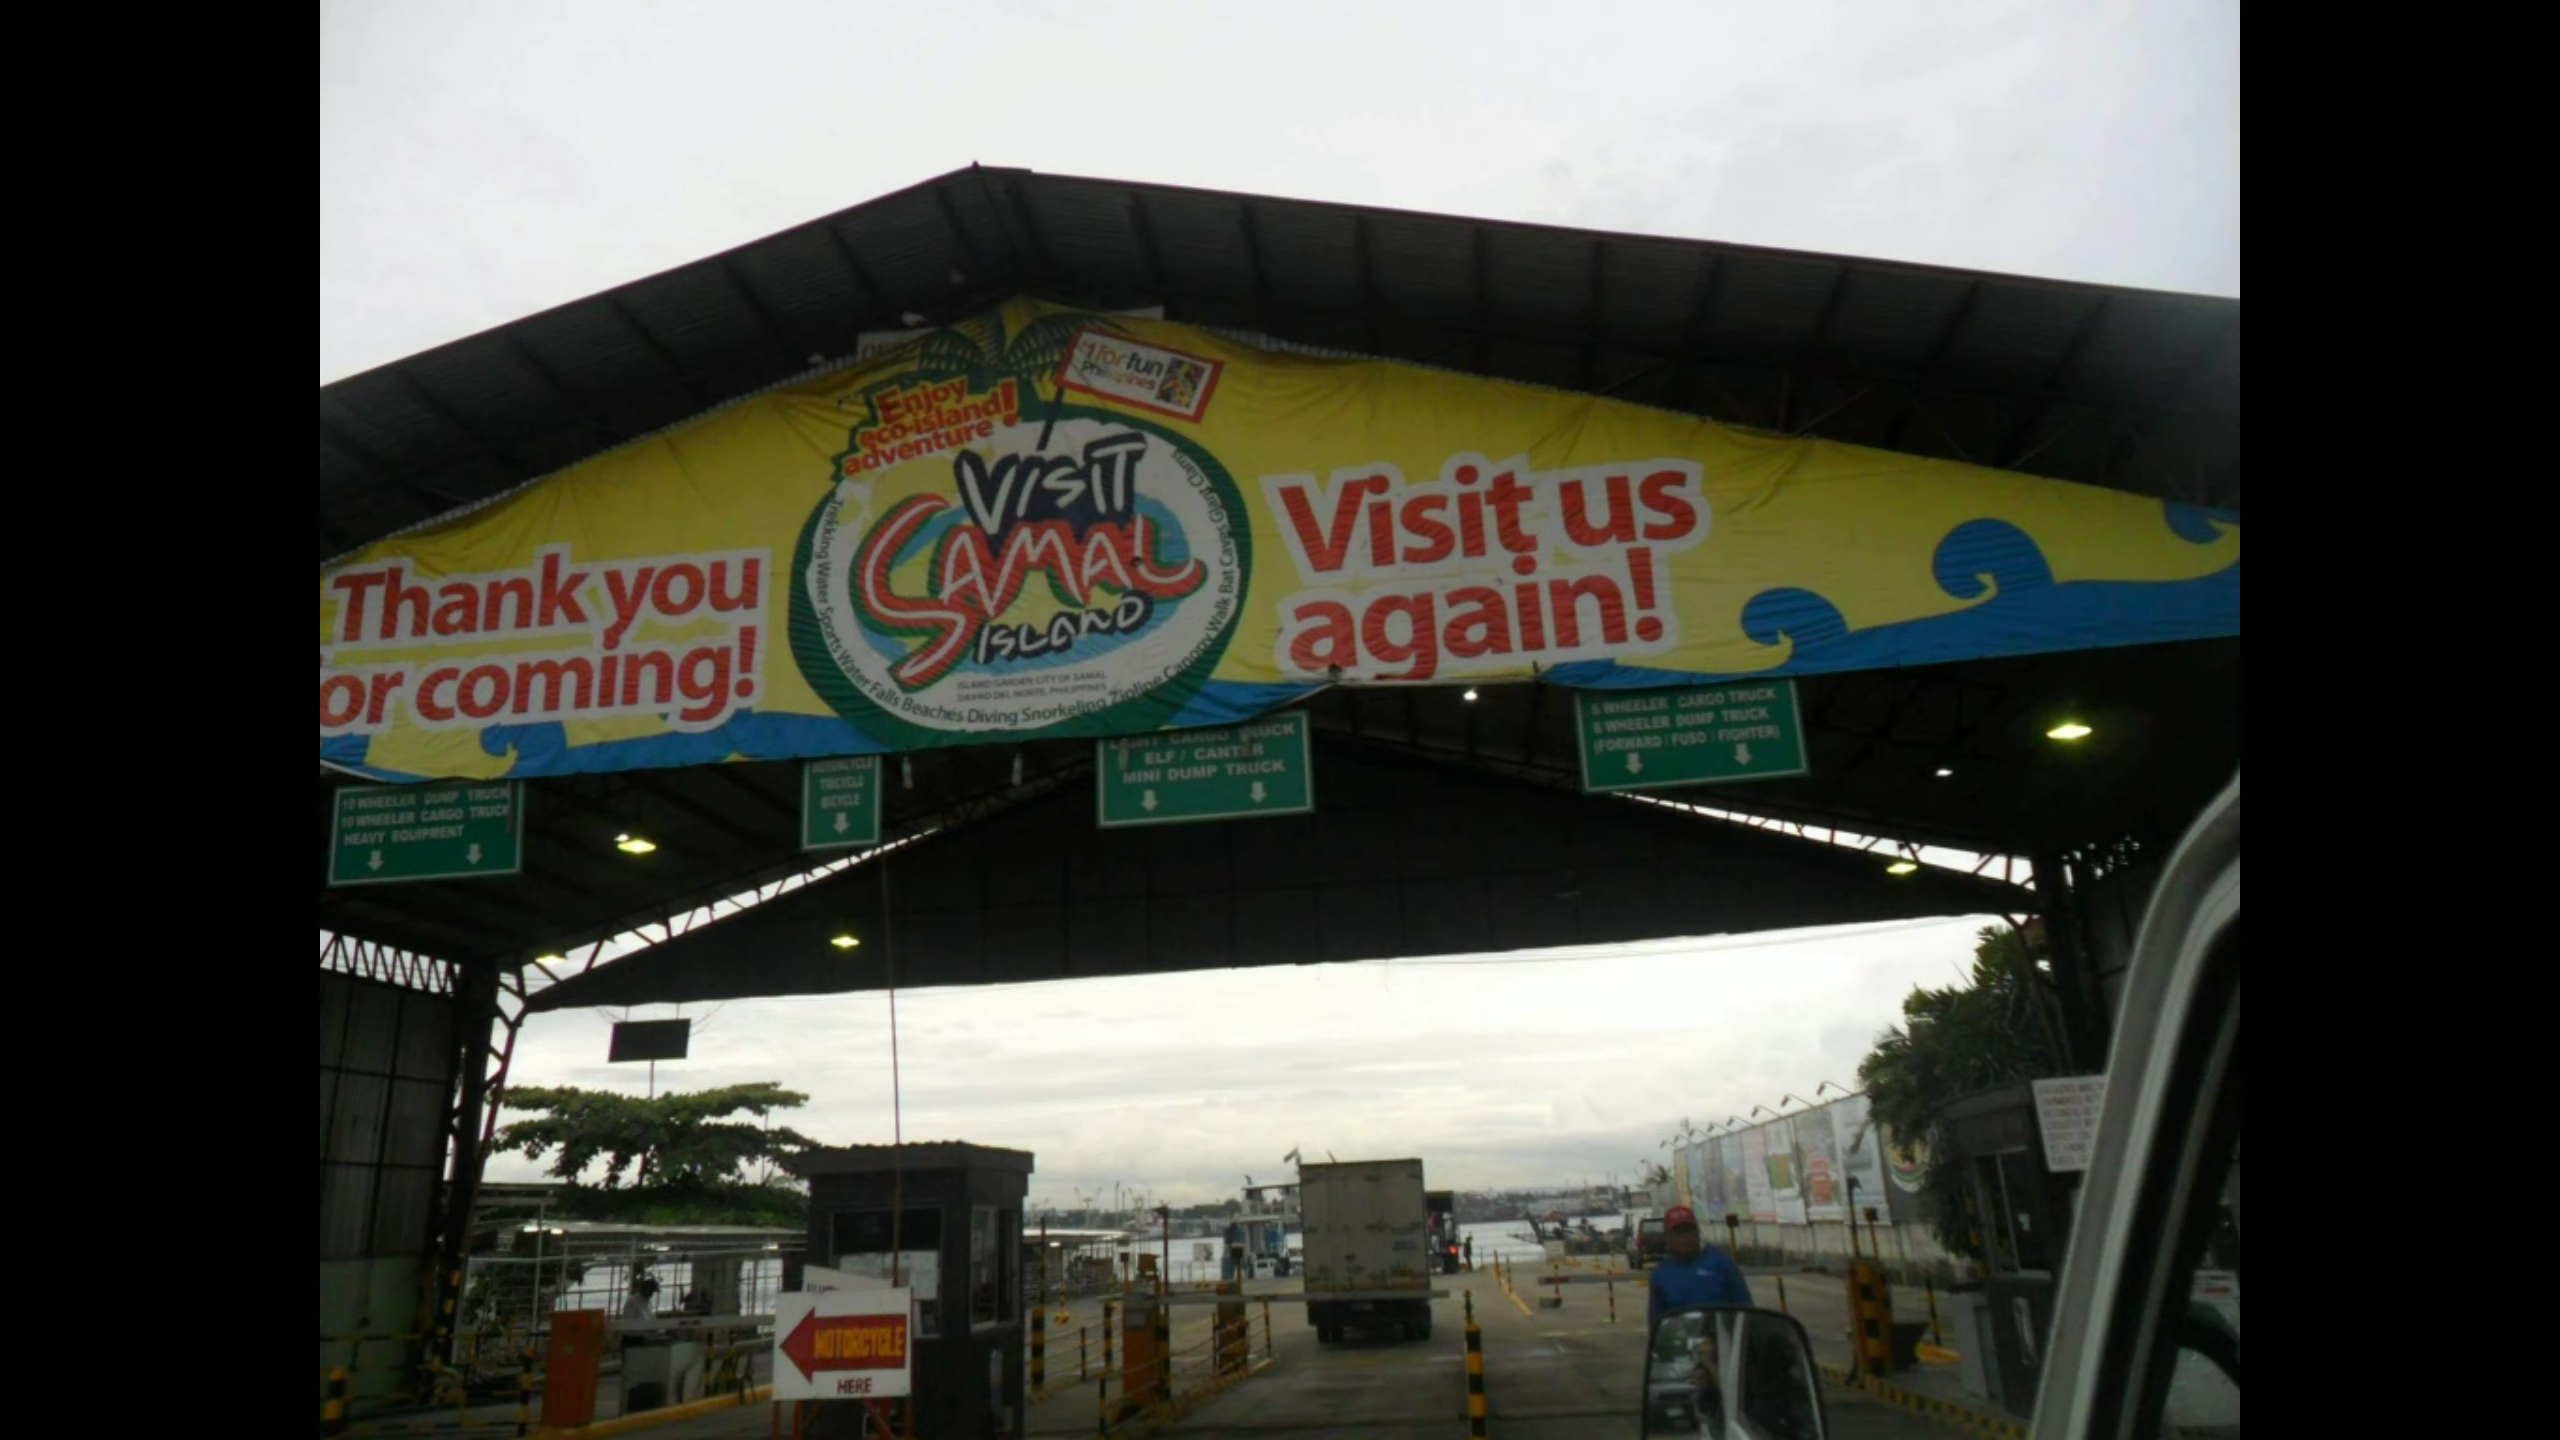 Enjoy
eco-island
adventure!
#1 for fun
Philippines
VISIT
SAMAL
ISLAND
ISLAND GARDEN CITY OF SAMAL
DAVAO DEL NORTE, PHILIPPINES
Trekking Water Sports Water Falls Beaches Diving Snorkeling Zipline Canopy Walk Bat Caves Giant Clams
Thank you
or coming!
Visit us
again!
10 WHEELER DUMP TRUCK
10 WHEELER CARGO TRUCK
HEAVY EQUIPMENT
MOTORCYCLE
TRICYCLE
BICYCLE
LIGHT CARGO TRUCK
ELF / CANTER
MINI DUMP TRUCK
6 WHEELER CARGO TRUCK
6 WHEELER DUMP TRUCK
(FORWARD / FUSO / FIGHTER)
MOTORCYCLE
HERE